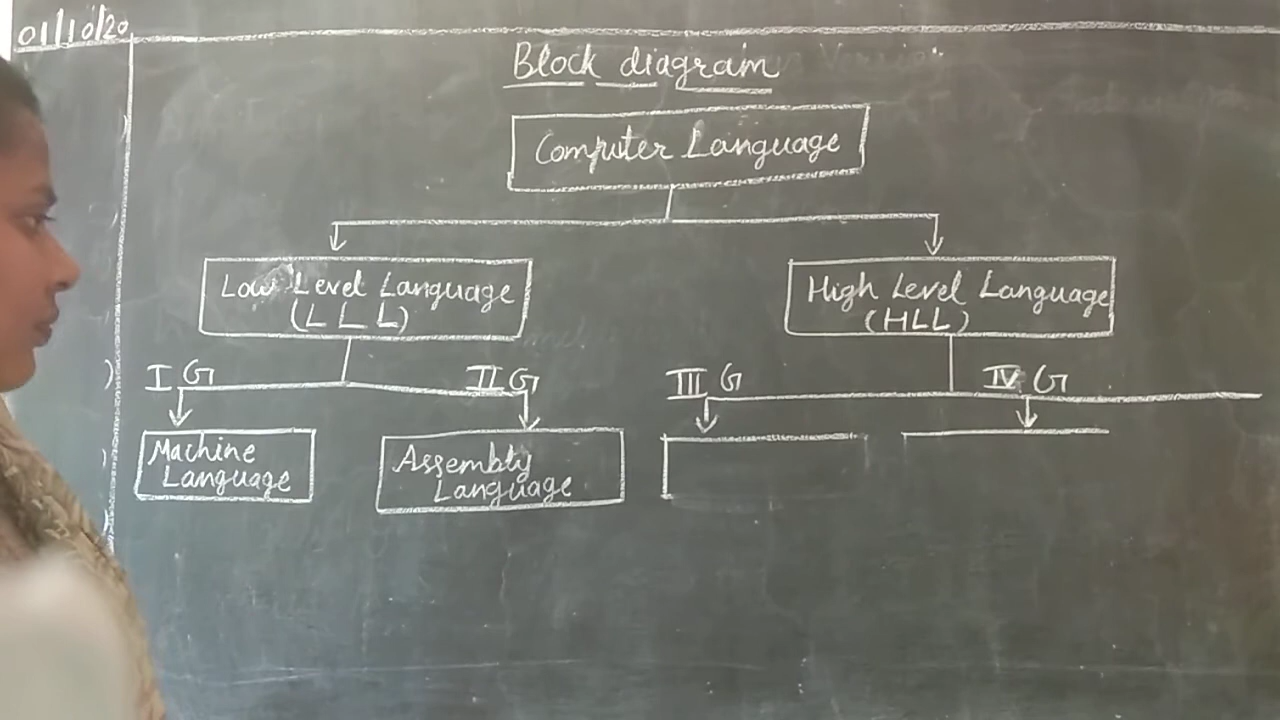 01/10/20
Block diagram
Computer Language
Low Level Language
(LLL)
High Level Language
(HLL)
I G
II G
III G
IV G
Machine
Language
Assembly
Language